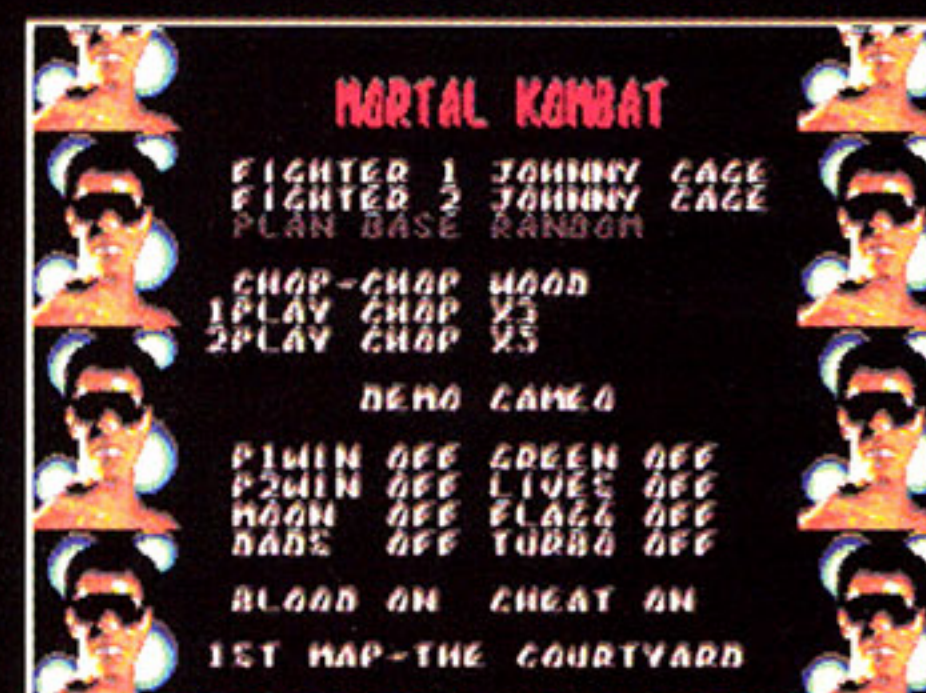 MORTAL KOMBAT
FIGHTER 1 JOHNNY CAGE
FIGHTER 2 JOHNNY CAGE
PLAN BASE RANDOM
CHOP-CHOP WOOD
1PLAY CHOP X3
2PLAY CHOP X5
DEMO CAMEO
P1WIN OFF GREEN OFF
P2WIN OFF LIVES OFF
MOON OFF FLAGG OFF
DADS OFF TURBO OFF
BLOOD ON CHEAT ON
1ST MAP-THE COURTYARD